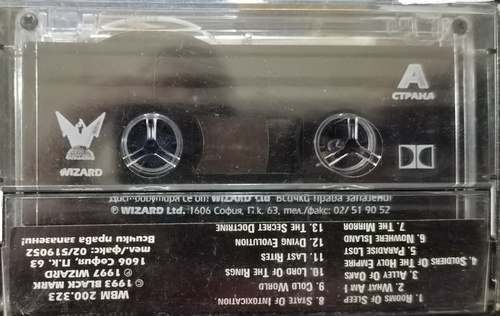 A
СТРАНА
WIZARD
Дистрибутира се от WIZARD Ltd. Всички права запазени!
℗ WIZARD Ltd. 1606 София, П.к. 63, тел./факс: 02/ 51 90 52
1. ROOMS OF SLEEP
2. WHAT AM I
3. ALLEY OF OAKS
4. SOLDIERS OF THE HOLY EMPIRE
5. PARADISE LOST
6. NOWHERE ISLAND
7. THE MIRROR
8. STATE OF INTOXICATION
9. COLD WORLD
10. LORD OF THE RINGS
11. LAST RITES
12. DYING EVOLUTION
13. THE SECRET DOCTRINE
WBM 200.323
℗ 1993 BLACK MARK
© 1997 WIZARD
1606 София, П.к. 63
тел./факс: 02/519052
Всички права запазени!